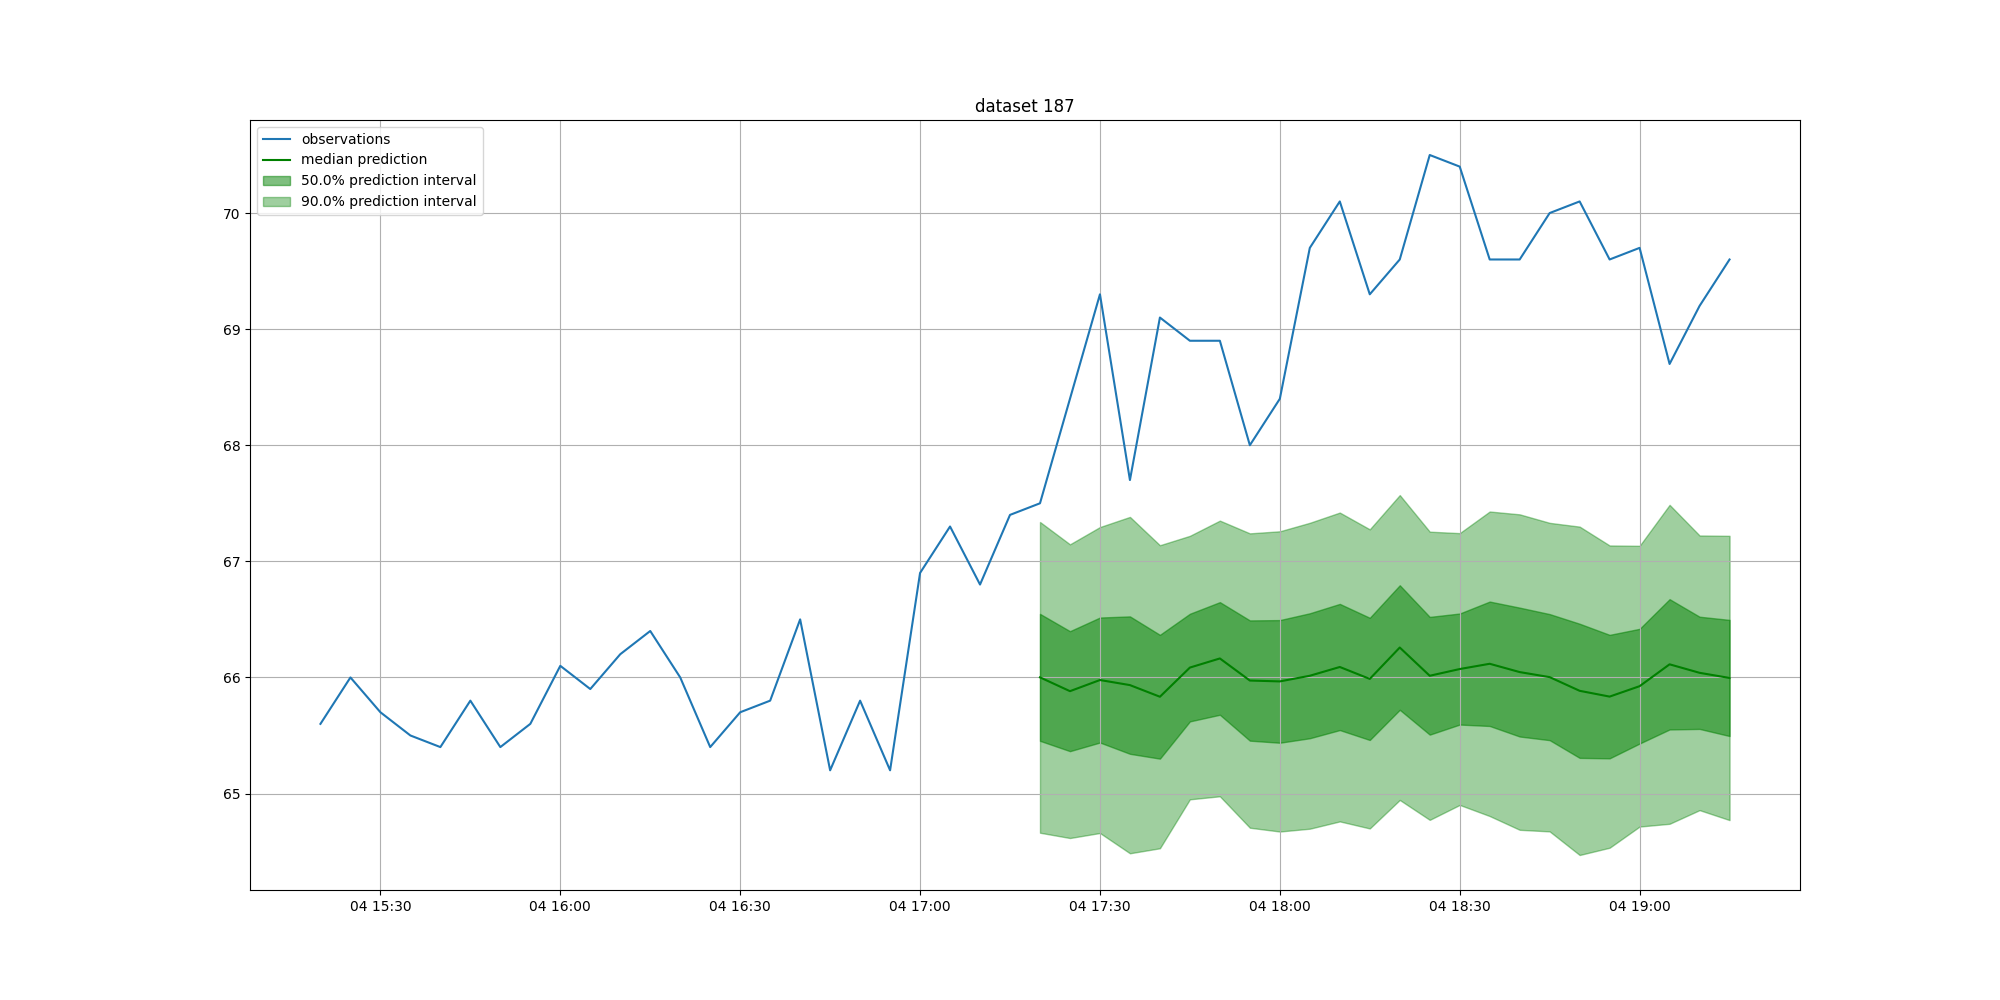 dataset 187
observations
median prediction
50.0% prediction interval
90.0% prediction interval
70
69
68
67
66
65
04 15:30
04 16:00
04 16:30
04 17:00
04 17:30
04 18:00
04 18:30
04 19:00